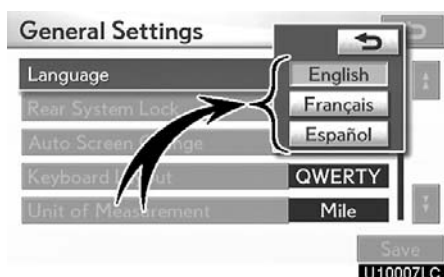 General Settings
Language
English
Rear System Lock
Français
Auto Screen Change
Español
Keyboard Layout QWERTY
Unit of Measurement Mile
Save
U10007LC